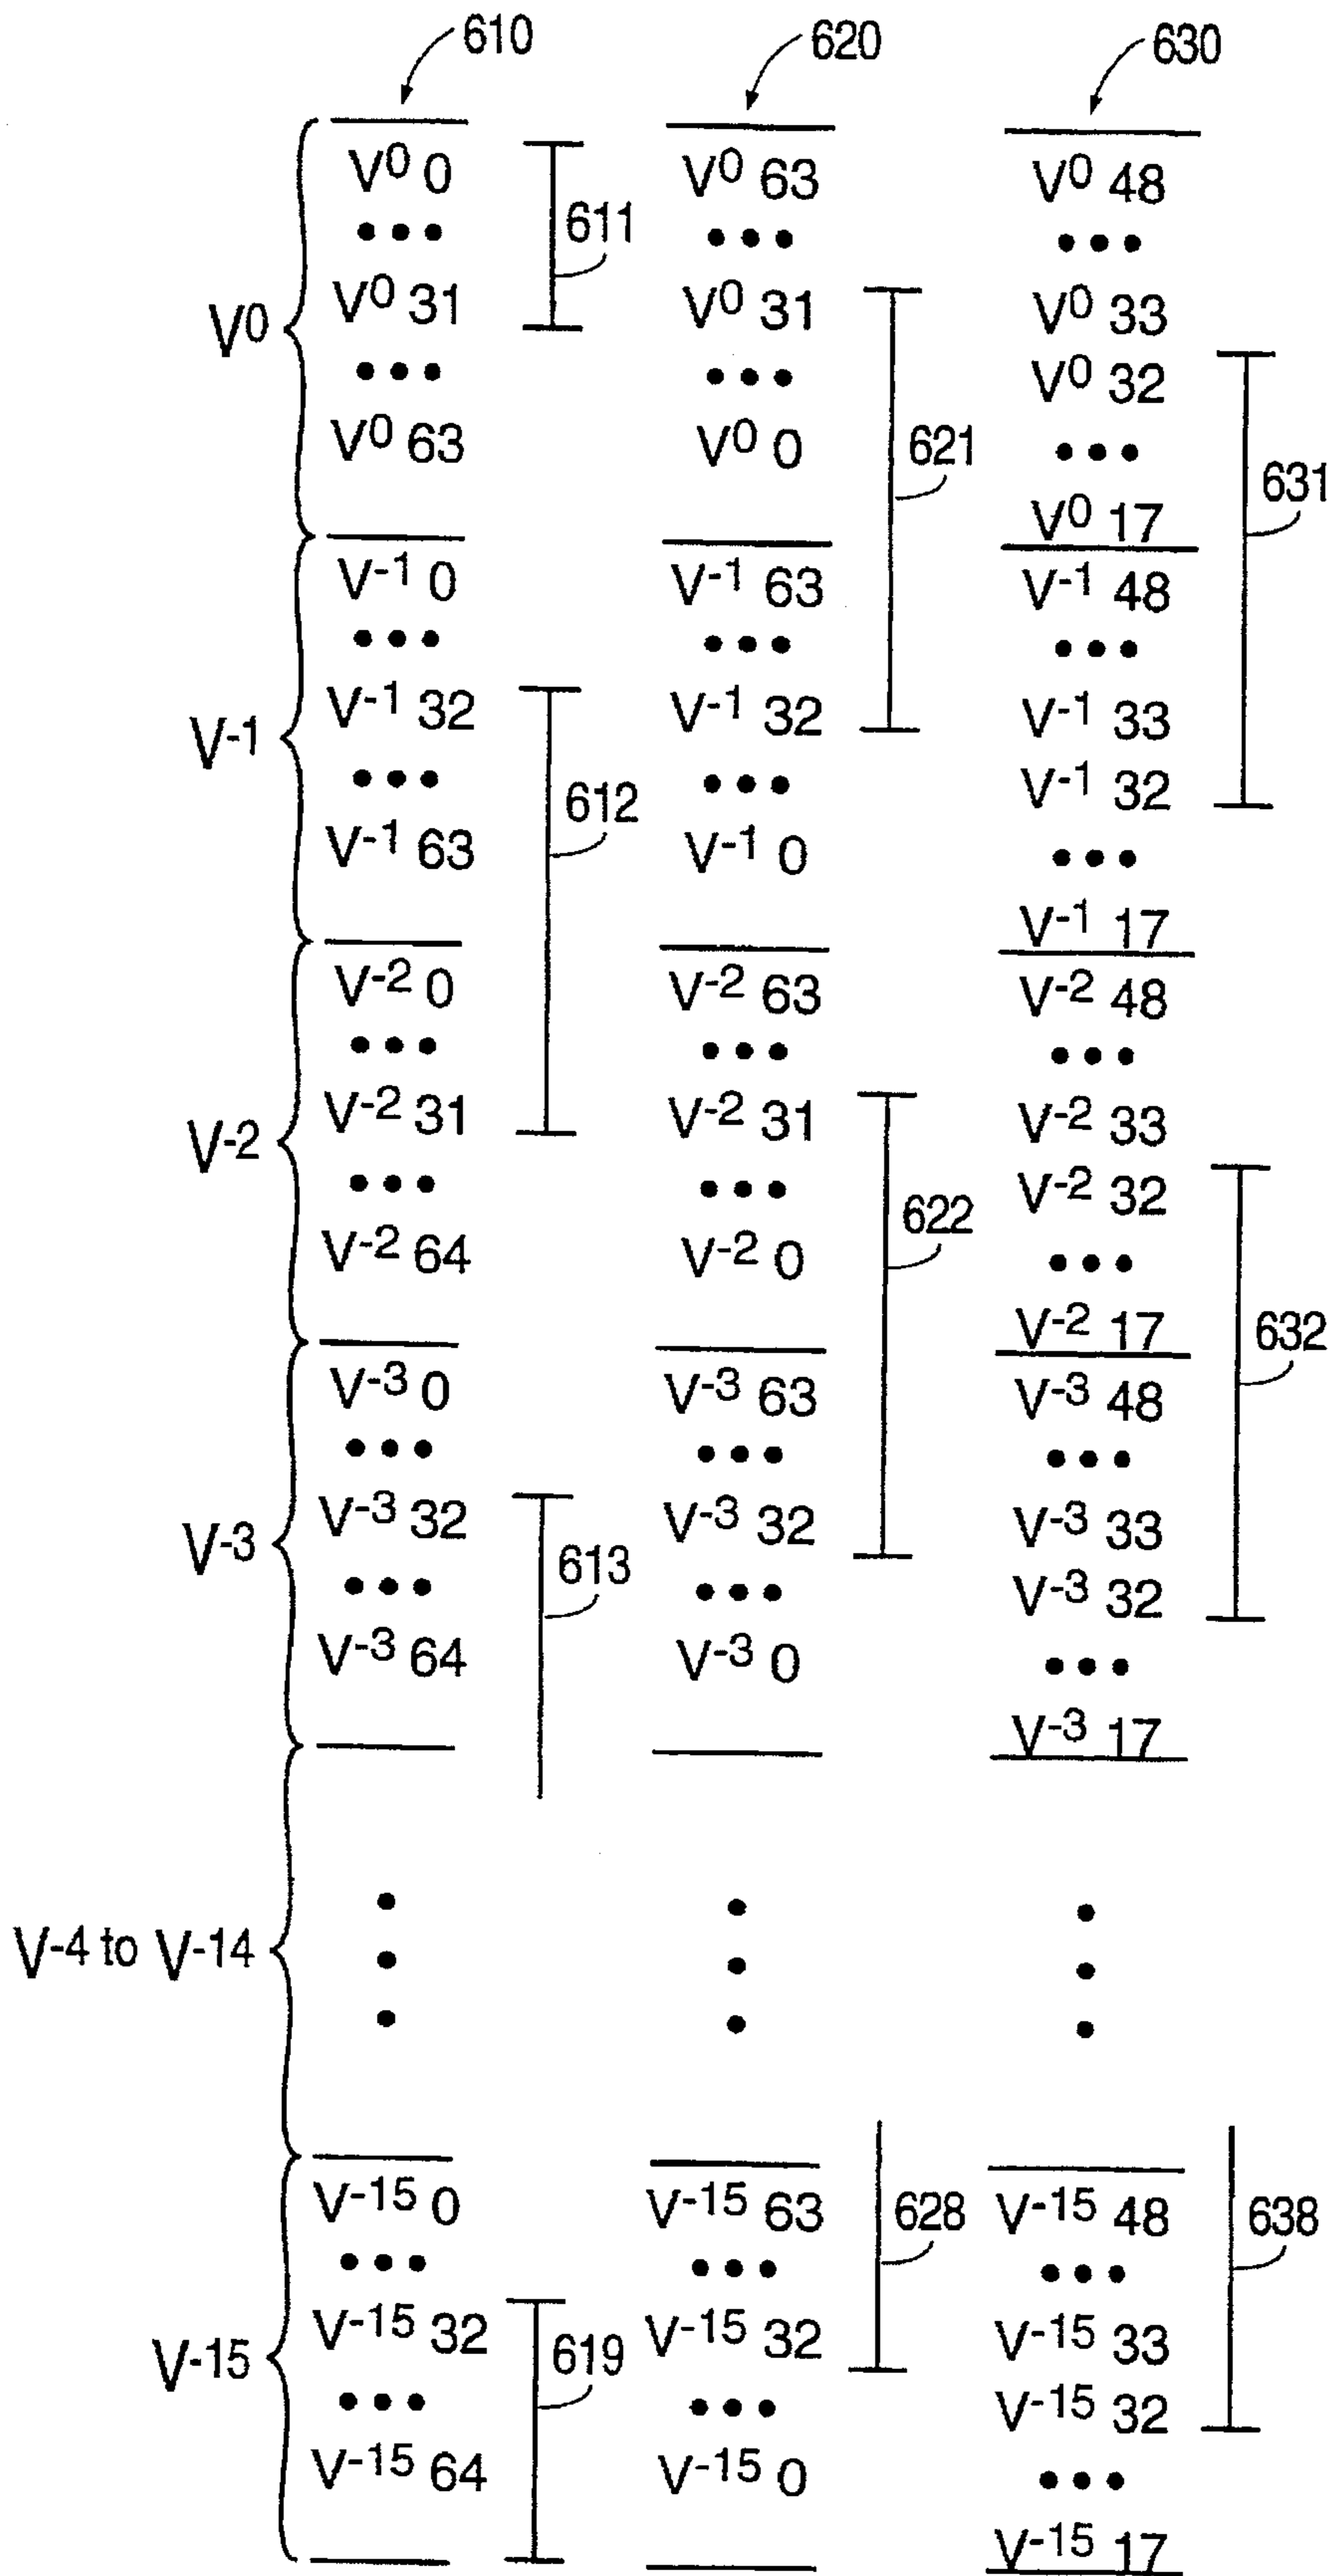 610 620 630
V0 0 V0 63 V0 48
••• 611 ••• •••
V0 31 V0 31 V0 33
V0 V0 32
••• ••• 621 •••  631
V0 63 V0 0 V0 17
V-1 0 V-1 63 V-1 48
••• ••• •••
V-1 32 V-1 32 V-1 33
V-1 V-1 32
••• 612 ••• •••
V-1 63 V-1 0 V-1 17
V-2 0 V-2 63 V-2 48
••• ••• •••
V-2 31 V-2 31 V-2 33
V-2 V-2 32
••• ••• 622 ••• 632
V-2 64 V-2 0 V-2 17
V-3 0 V-3 63 V-3 48
••• ••• •••
V-3 32 V-3 32 V-3 33
V-3 613 V-3 32
••• ••• •••
V-3 64 V-3 0 V-3 17
V-4 to V-14
V-15 0 V-15 63 628 V-15 48 638
••• ••• •••
V-15 32 V-15 32 V-15 33
V-15 619 V-15 32
••• ••• •••
V-15 64 V-15 0 V-15 17